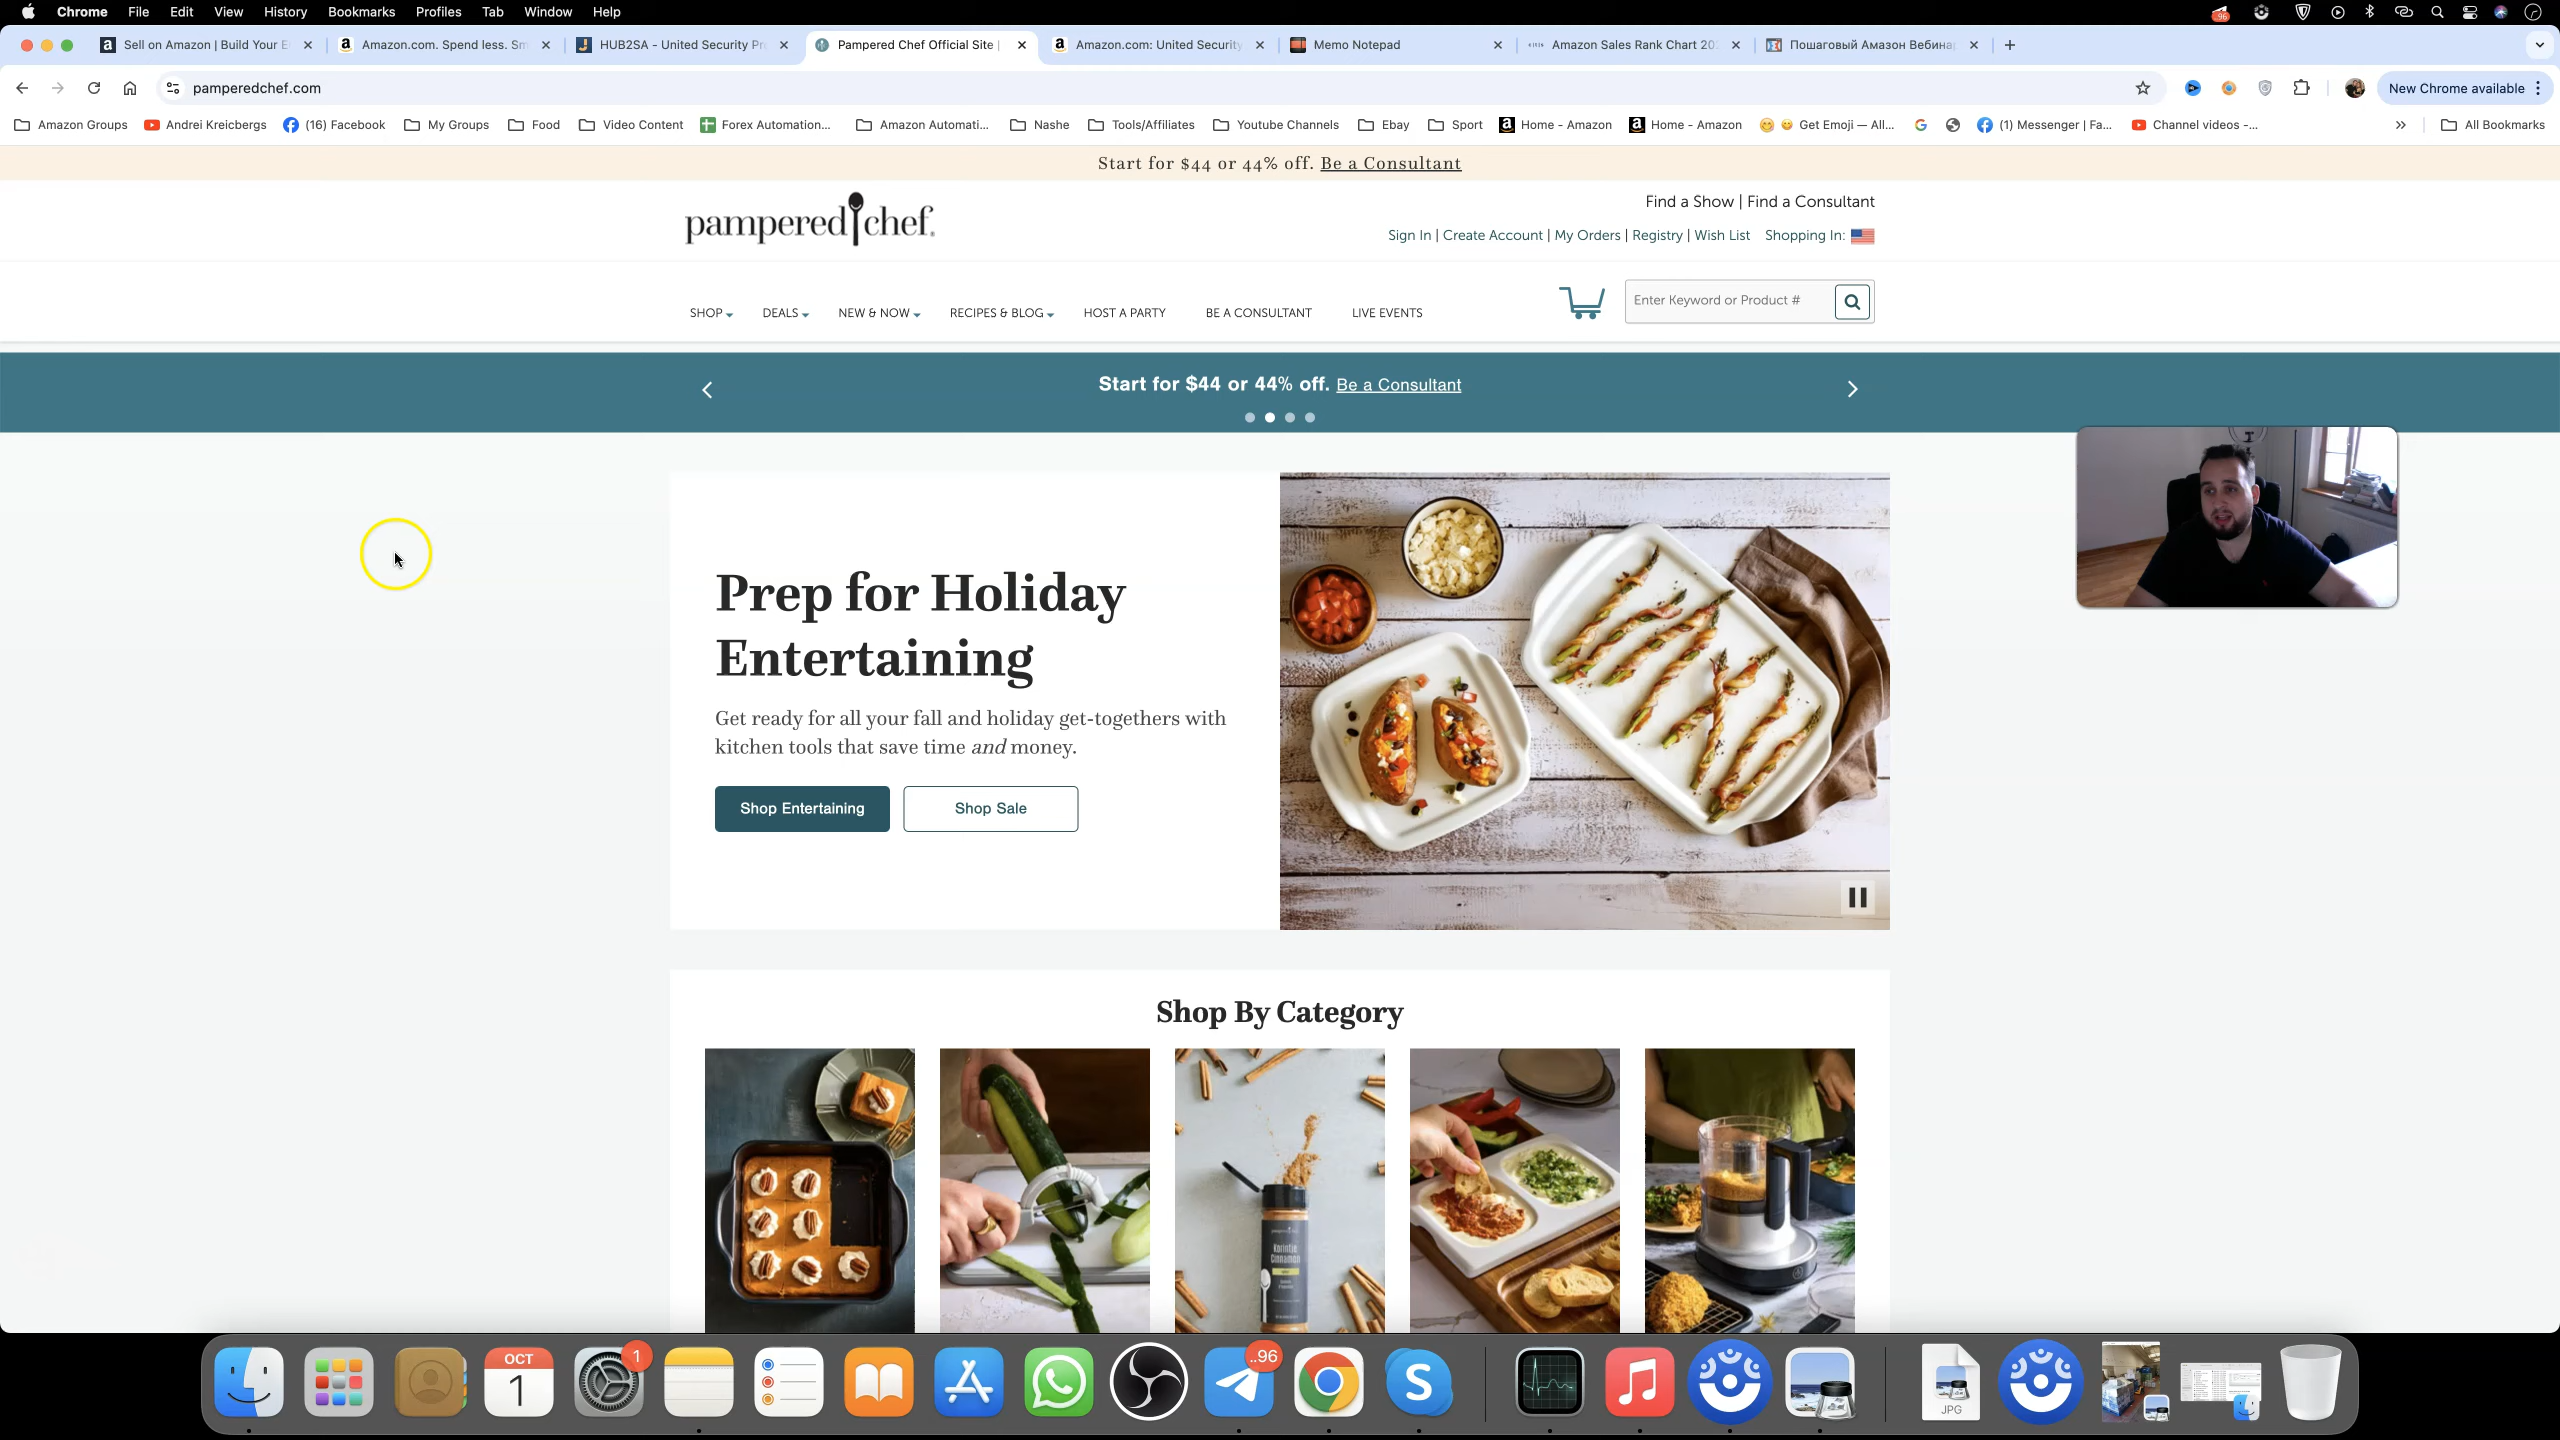 Chrome File Edit View History Bookmarks Profiles Tab Window Help
Sell on Amazon | Build Your E
Amazon.com. Spend less. Sm
HUB2SA - United Security Pr
Pampered Chef Official Site |
Amazon.com: United Security
Memo Notepad
Amazon Sales Rank Chart 202
Пошаговый Амазон Вебинар
pamperedchef.com
New Chrome available
Amazon Groups
Andrei Kreicbergs
(16) Facebook
My Groups
Food
Video Content
Forex Automation...
Amazon Automati...
Nashe
Tools/Affiliates
Youtube Channels
Ebay
Sport
Home - Amazon
Home - Amazon
Get Emoji — All...
(1) Messenger | Fa...
Channel videos -...
All Bookmarks
Start for $44 or 44% off. Be a Consultant
pampered chef
Find a Show | Find a Consultant
Sign In | Create Account | My Orders | Registry | Wish List Shopping In:
SHOP DEALS NEW & NOW RECIPES & BLOG HOST A PARTY BE A CONSULTANT LIVE EVENTS
Enter Keyword or Product #
Start for $44 or 44% off. Be a Consultant
Prep for Holiday
Entertaining
Get ready for all your fall and holiday get-togethers with
kitchen tools that save time and money.
Shop Entertaining
Shop Sale
Shop By Category
Korintje
Cinnamon
OCT
1
1
..96
JPG